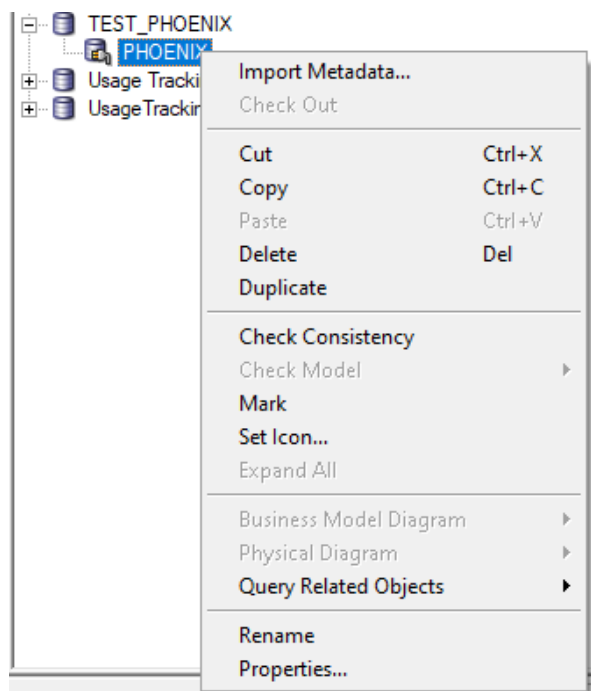 TEST_PHOENIX
PHOENIX
Usage Tracki
UsageTrackin
Import Metadata...
Check Out
Cut Ctrl+X
Copy Ctrl+C
Paste Ctrl+V
Delete Del
Duplicate
Check Consistency
Check Model
Mark
Set Icon...
Expand All
Business Model Diagram
Physical Diagram
Query Related Objects
Rename
Properties...